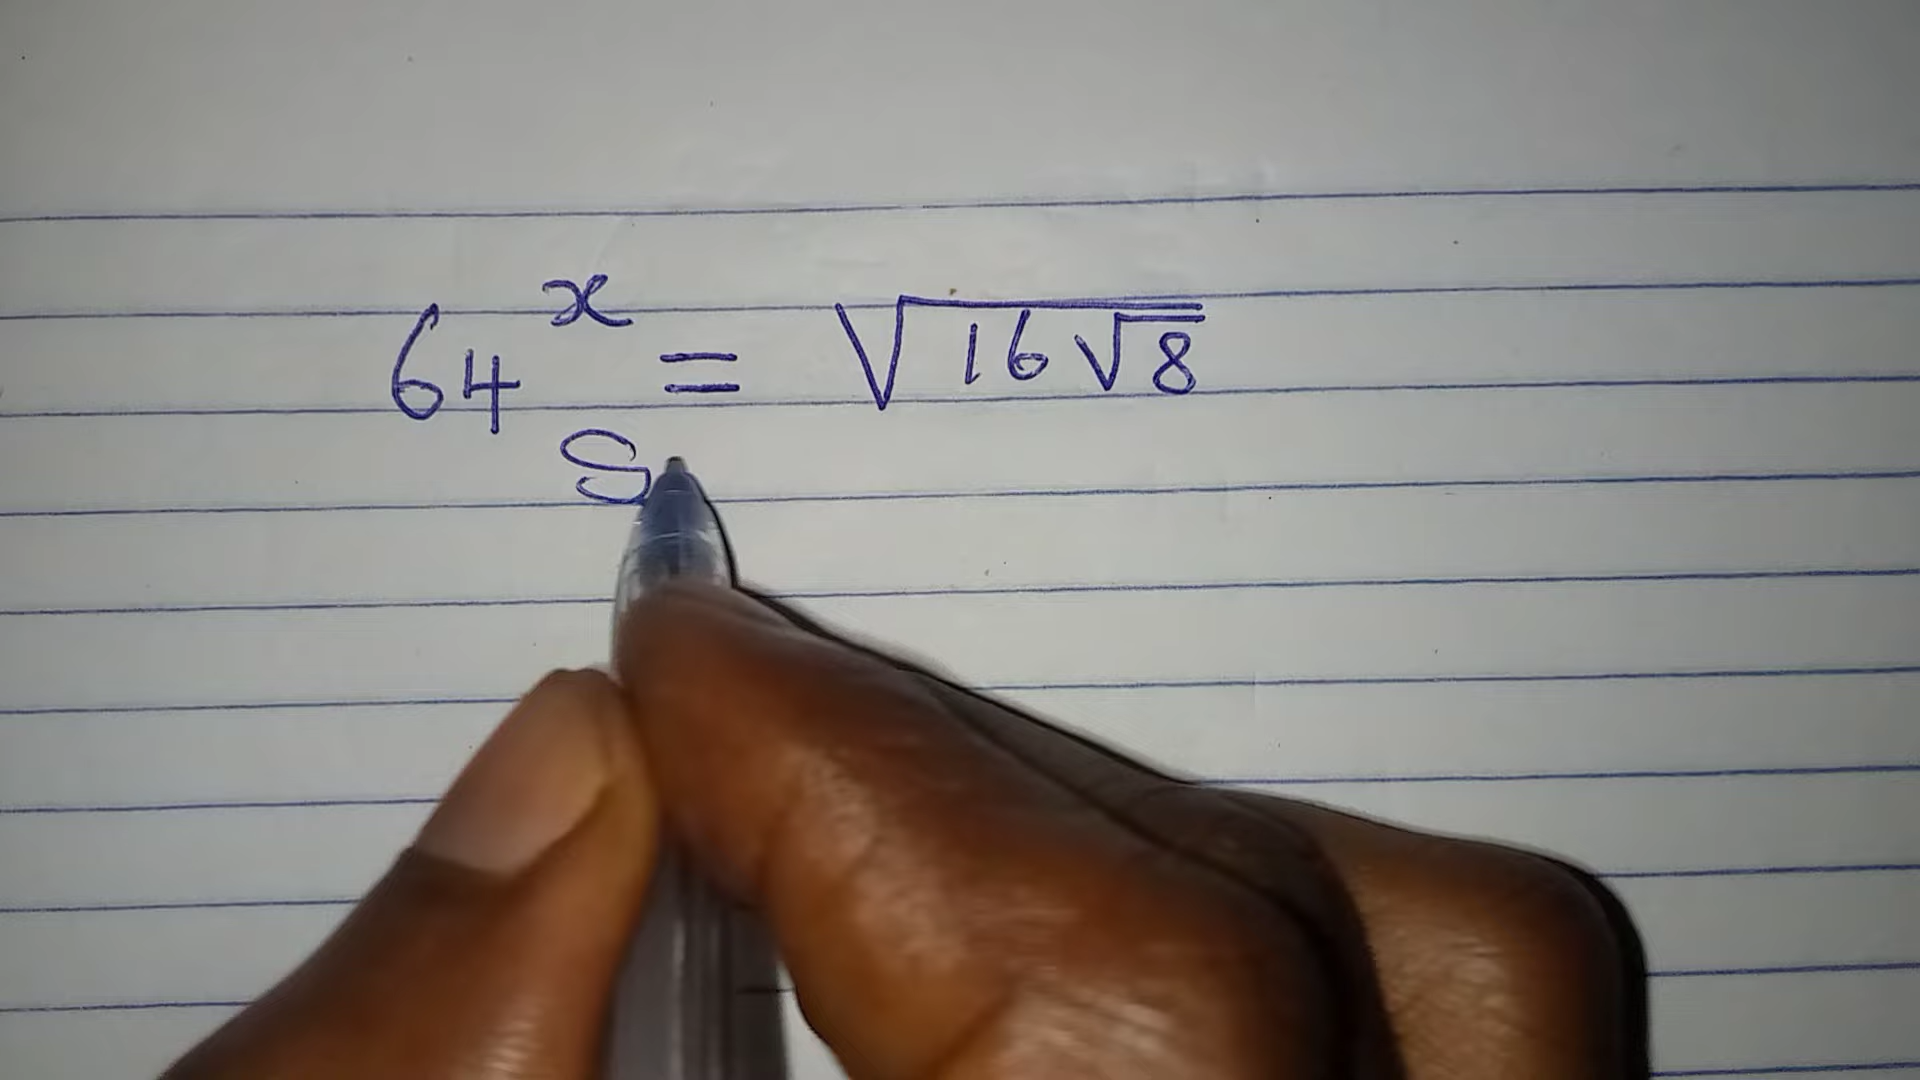 64^x = √(16√8)
S